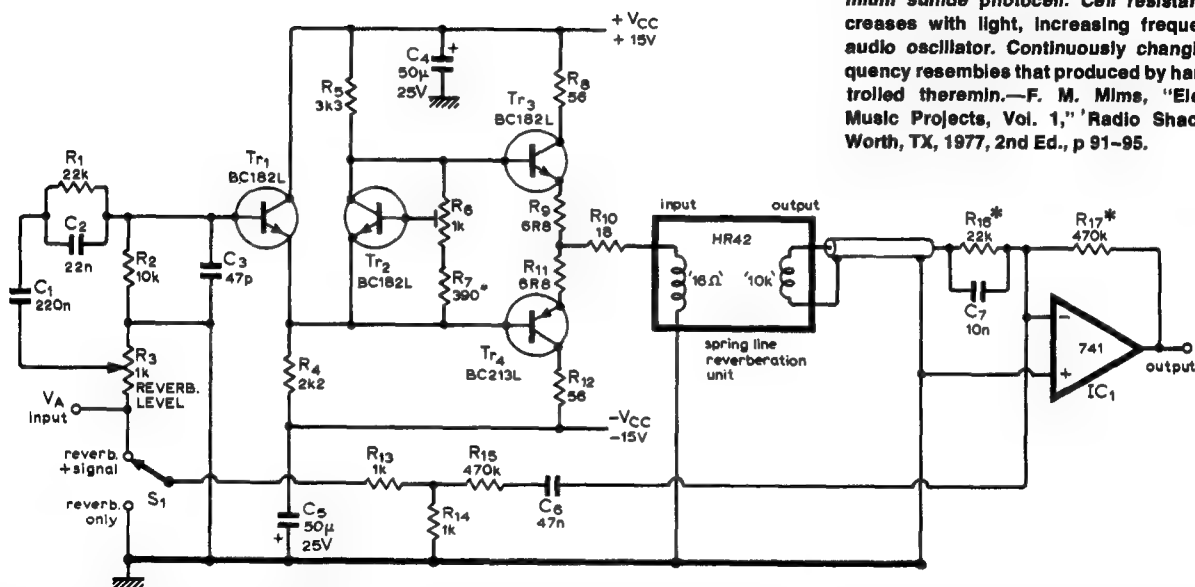 mium sulfide photocell. Cell resistan
creases with light, increasing freque
audio oscillator. Continuously changi
quency resembles that produced by han
trolled theremin.—F. M. Mims, "Ele
Music Projects, Vol. 1," 'Radio Shac
Worth, TX, 1977, 2nd Ed., p 91–95.
+VCC
+15V
C4
50µ
25V
+
R5
3k3
R8
56
Tr3
BC182L
Tr1
BC182L
R1
22k
C2
22n
R2
10k
C3
47p
C1
220n
R3
1k
REVERB.
LEVEL
VA
input
reverb.
+signal
S1
reverb.
only
Tr2
BC182L
R6
1k
R7
390*
R9
6R8
R10
18
R11
6R8
Tr4
BC213L
R12
56
R4
2k2
-VCC
-15V
R13
1k
R15
470k
C6
47n
R14
1k
C5
50µ
25V
+
input
output
HR42
'16Ω'
'10k'
spring line
reverberation
unit
R16*
22k
C7
10n
R17*
470k
-
741
+
IC1
output